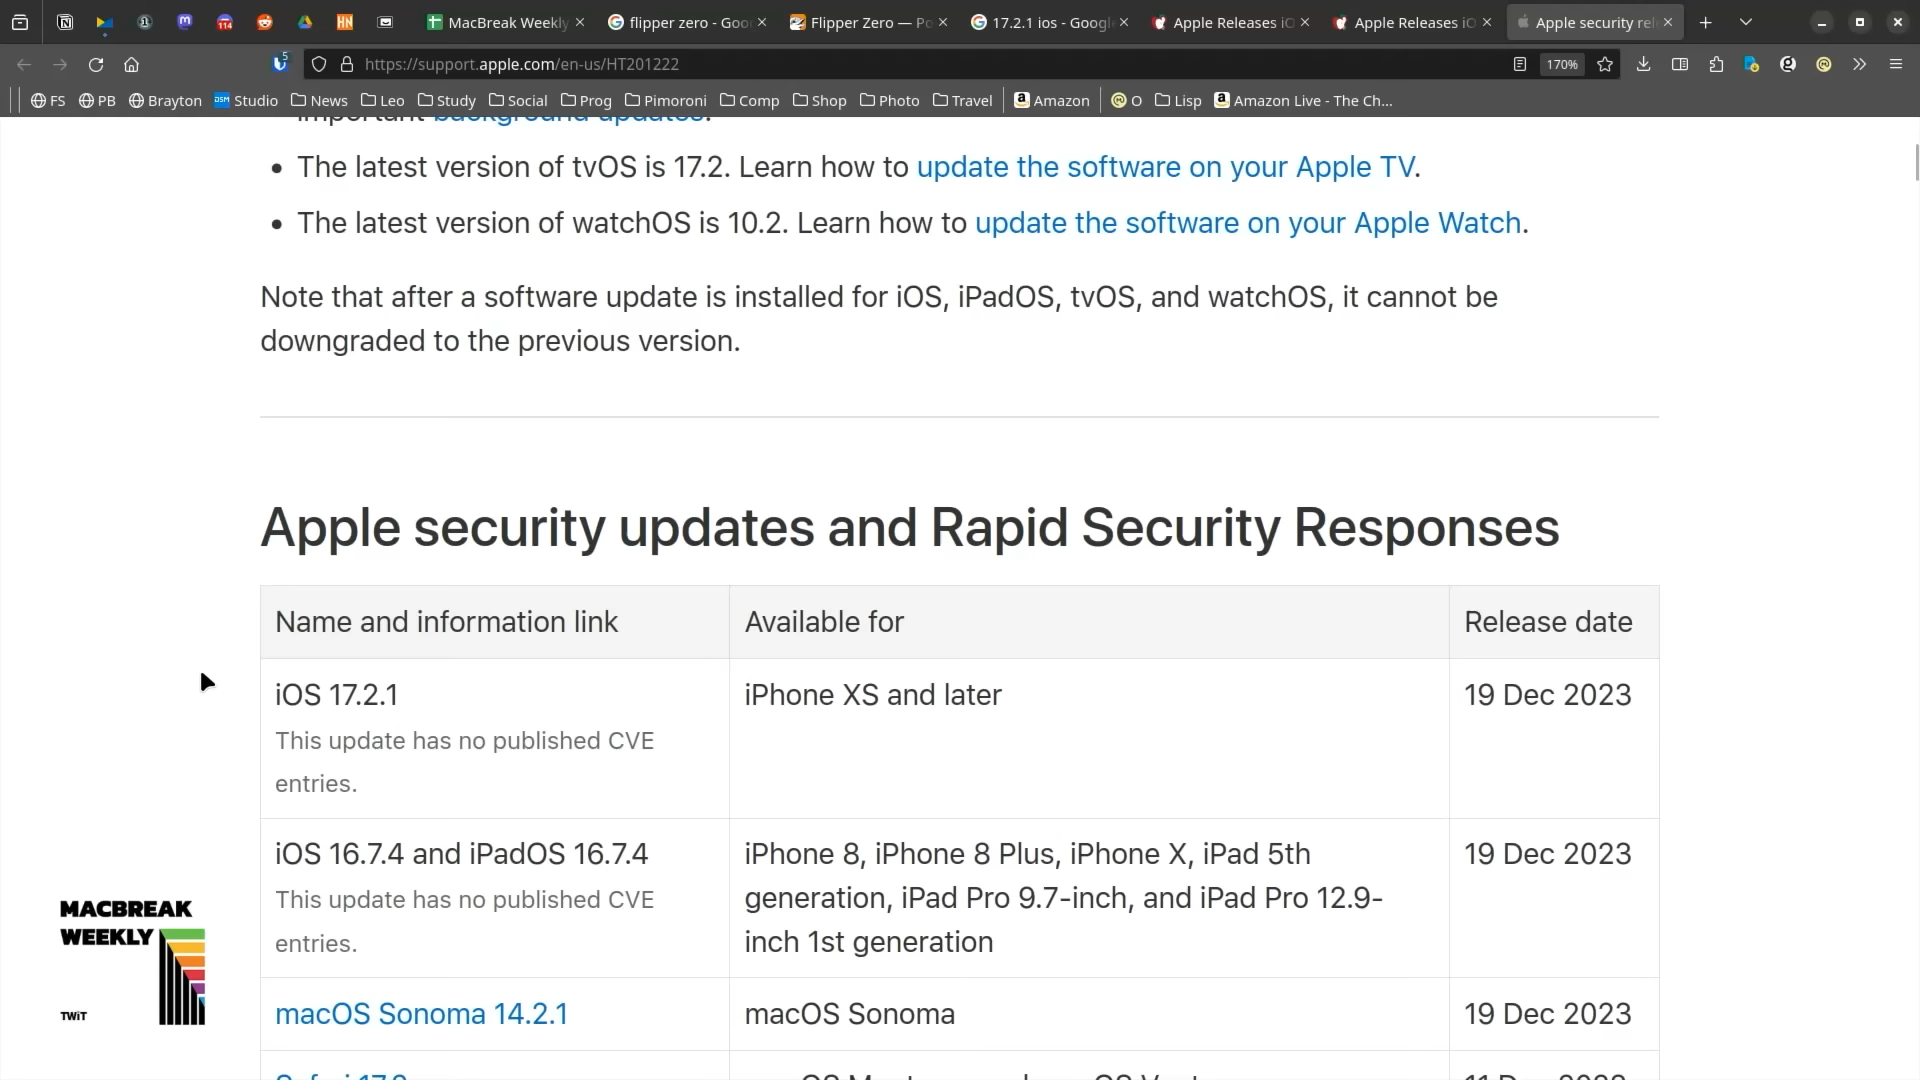 MacBreak Weekly
flipper zero - Goo
Flipper Zero — Po
17.2.1 ios - Googl
Apple Releases iO
Apple Releases iO
Apple security rel
114
HN
5
https://support.apple.com/en-us/HT201222
170%
FS PB Brayton DSM Studio News Leo Study Social Prog Pimoroni Comp Shop Photo Travel Amazon O Lisp Amazon Live - The Ch...
important background updates.
• The latest version of tvOS is 17.2. Learn how to update the software on your Apple TV.
• The latest version of watchOS is 10.2. Learn how to update the software on your Apple Watch.
Note that after a software update is installed for iOS, iPadOS, tvOS, and watchOS, it cannot be
downgraded to the previous version.
Apple security updates and Rapid Security Responses
Name and information link
Available for
Release date
iOS 17.2.1
This update has no published CVE
entries.
iPhone XS and later
19 Dec 2023
iOS 16.7.4 and iPadOS 16.7.4
This update has no published CVE
entries.
iPhone 8, iPhone 8 Plus, iPhone X, iPad 5th
generation, iPad Pro 9.7-inch, and iPad Pro 12.9-
inch 1st generation
19 Dec 2023
macOS Sonoma 14.2.1
macOS Sonoma
19 Dec 2023
MACBREAK
WEEKLY
TWiT